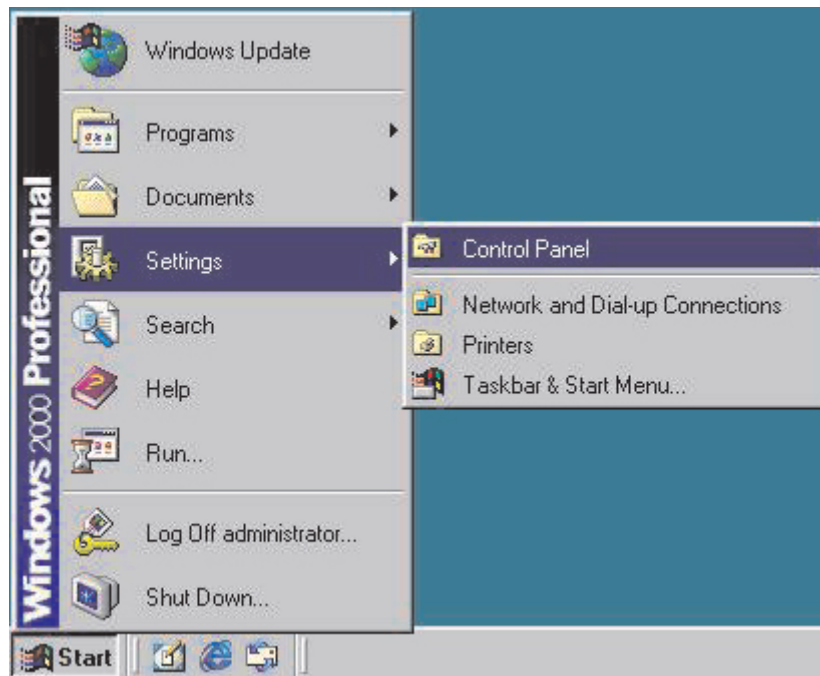 Windows 2000 Professional
Windows Update
Programs
Documents
Settings
Search
Help
Run...
Log Off administrator...
Shut Down...
Control Panel
Network and Dial-up Connections
Printers
Taskbar & Start Menu...
Start